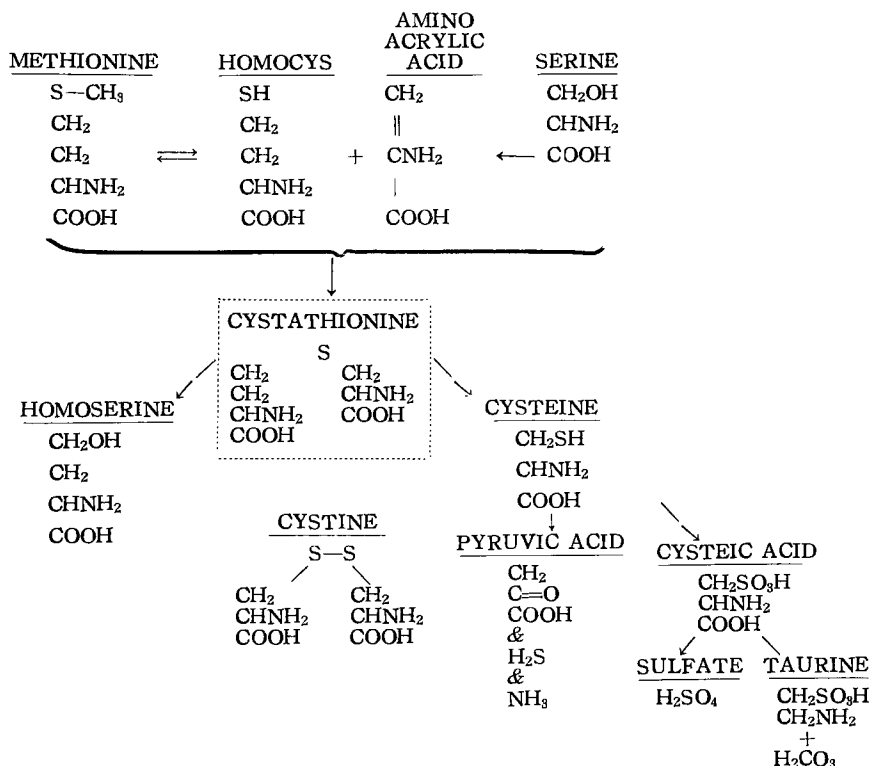 AMINO
ACRYLIC
METHIONINE HOMOCYS ACID SERINE
S—CH₃ SH CH₂ CH₂OH
CH₂ CH₂ || CHNH₂
CH₂ ⇌ CH₂ + CNH₂ ← COOH
CHNH₂ CHNH₂ |
COOH COOH COOH
CYSTATHIONINE
S
CH₂ CH₂
CH₂ CHNH₂
CHNH₂ COOH
COOH
HOMOSERINE
CH₂OH
CH₂
CHNH₂
COOH
CYSTEINE
CH₂SH
CHNH₂
COOH
CYSTINE
S—S
CH₂ CH₂
CHNH₂ CHNH₂
COOH COOH
PYRUVIC ACID
CH₂
C=O
COOH
&
H₂S
&
NH₃
CYSTEIC ACID
CH₂SO₃H
CHNH₂
COOH
SULFATE
H₂SO₄
TAURINE
CH₂SO₃H
CH₂NH₂
+
H₂CO₃